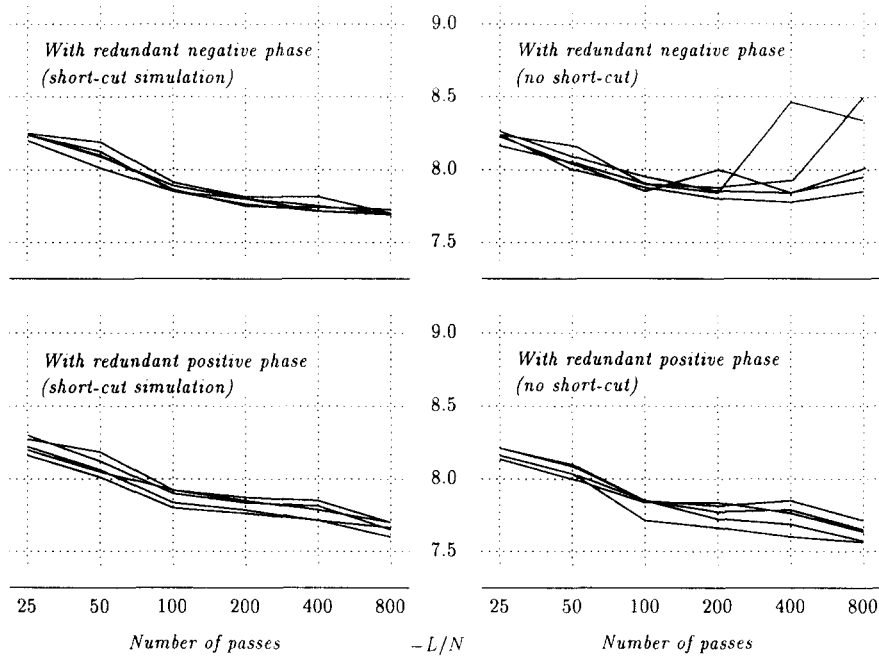 9.0
With redundant negative phase
(short-cut simulation)
With redundant negative phase
(no short-cut)
8.5
8.0
7.5
9.0
With redundant positive phase
(short-cut simulation)
With redundant positive phase
(no short-cut)
8.5
8.0
7.5
25 50 100 200 400 800
25 50 100 200 400 800
Number of passes
-L/N
Number of passes